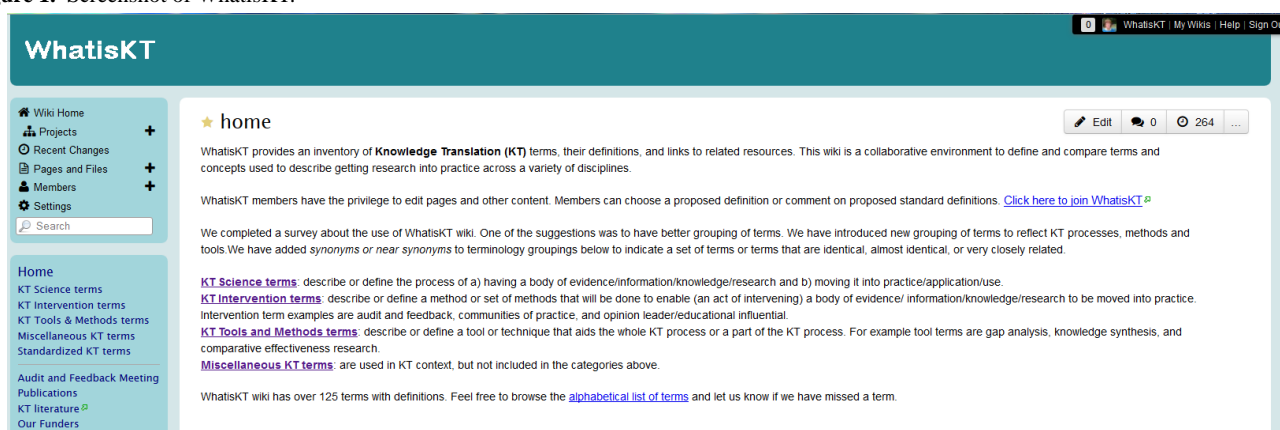 Screenshot of WhatisKT.
0 WhatisKT | My Wikis | Help | Sign
WhatisKT
Wiki Home
Projects
Recent Changes
Pages and Files
Members
Settings
Search
Home
KT Science terms
KT Intervention terms
KT Tools & Methods terms
Miscellaneous KT terms
Standardized KT terms
Audit and Feedback Meeting
Publications
KT literature
Our Funders
home
Edit 0 264 ...
WhatisKT provides an inventory of Knowledge Translation (KT) terms, their definitions, and links to related resources. This wiki is a collaborative environment to define and compare terms and
concepts used to describe getting research into practice across a variety of disciplines.
WhatisKT members have the privilege to edit pages and other content. Members can choose a proposed definition or comment on proposed standard definitions. Click here to join WhatisKT
We completed a survey about the use of WhatisKT wiki. One of the suggestions was to have better grouping of terms. We have introduced new grouping of terms to reflect KT processes, methods and
tools.We have added synonyms or near synonyms to terminology groupings below to indicate a set of terms or terms that are identical, almost identical, or very closely related.
KT Science terms: describe or define the process of a) having a body of evidence/information/knowledge/research and b) moving it into practice/application/use.
KT Intervention terms: describe or define a method or set of methods that will be done to enable (an act of intervening) a body of evidence/ information/knowledge/research to be moved into practice.
Intervention term examples are audit and feedback, communities of practice, and opinion leader/educational influential.
KT Tools and Methods terms: describe or define a tool or technique that aids the whole KT process or a part of the KT process. For example tool terms are gap analysis, knowledge synthesis, and
comparative effectiveness research.
Miscellaneous KT terms: are used in KT context, but not included in the categories above.
WhatisKT wiki has over 125 terms with definitions. Feel free to browse the alphabetical list of terms and let us know if we have missed a term.